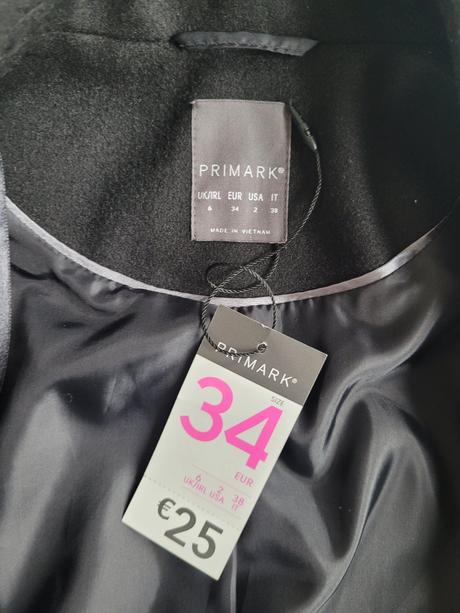 PRIMARK®
UK/IRL EUR USA IT
6 34 2 38
MADE IN VIETNAM
PRIMARK®
SIZE
34
EUR
6 2 38
UK/IRL USA IT
€25